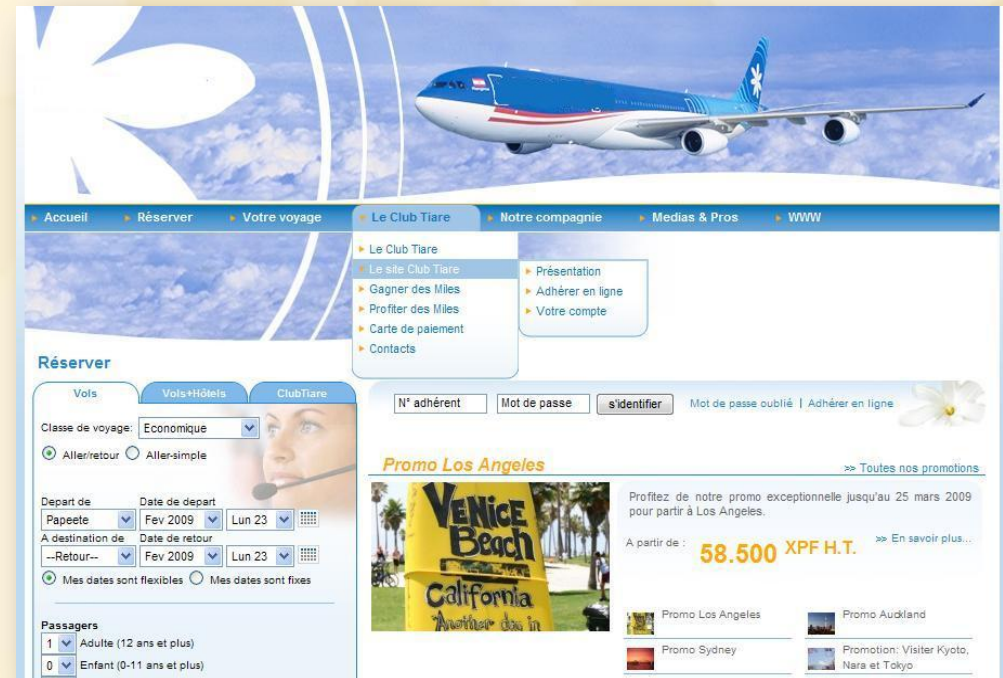 Accueil
Réserver
Votre voyage
Le Club Tiare
Notre compagnie
Medias & Pros
WWW
Le Club Tiare
Le site Club Tiare
Gagner des Miles
Profiter des Miles
Carte de paiement
Contacts
Présentation
Adhérer en ligne
Votre compte
Réserver
Vols
Vols+Hôtels
ClubTiare
Classe de voyage: Economique
Aller/retour Aller-simple
Depart de Date de depart
Papeete Fev 2009 Lun 23
A destination de Date de retour
--Retour-- Fev 2009 Lun 23
Mes dates sont flexibles Mes dates sont fixes
Passagers
1 Adulte (12 ans et plus)
0 Enfant (0-11 ans et plus)
N° adhérent Mot de passe s'identifier Mot de passe oublié | Adhérer en ligne
Promo Los Angeles
>> Toutes nos promotions
VENICE
Beach
California
Another day in
Profitez de notre promo exceptionnelle jusqu'au 25 mars 2009
pour partir à Los Angeles.
A partir de : 58.500 XPF H.T.
>> En savoir plus...
Promo Los Angeles
Promo Auckland
Promo Sydney
Promotion: Visiter Kyoto,
Nara et Tokyo